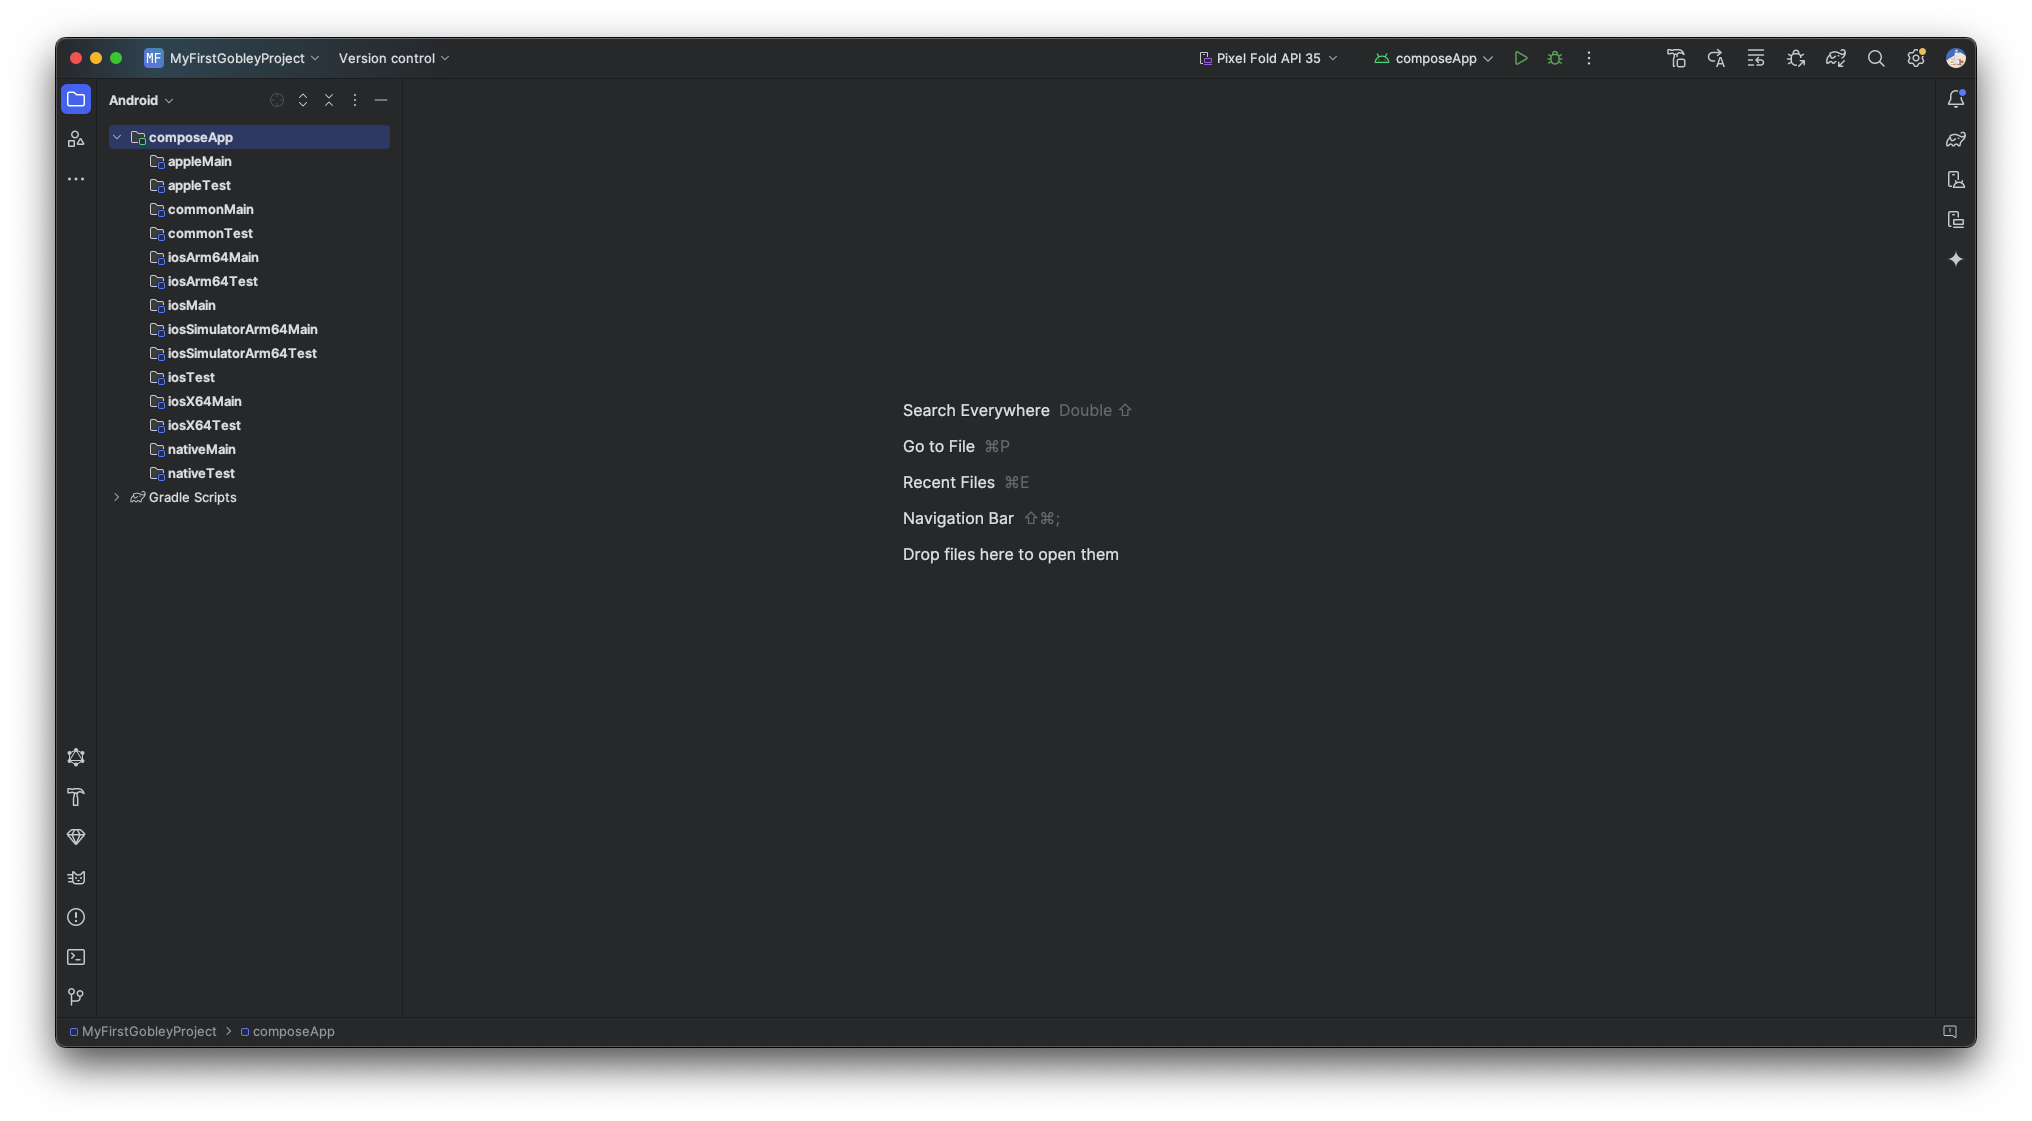 MF MyFirstGobleyProject Version control Pixel Fold API 35 composeApp
Android
composeApp
appleMain
appleTest
commonMain
commonTest
iosArm64Main
iosArm64Test
iosMain
iosSimulatorArm64Main
iosSimulatorArm64Test
iosTest
iosX64Main
iosX64Test
nativeMain
nativeTest
Gradle Scripts
Search Everywhere Double ⇧
Go to File ⌘P
Recent Files ⌘E
Navigation Bar ⇧⌘;
Drop files here to open them
MyFirstGobleyProject > composeApp